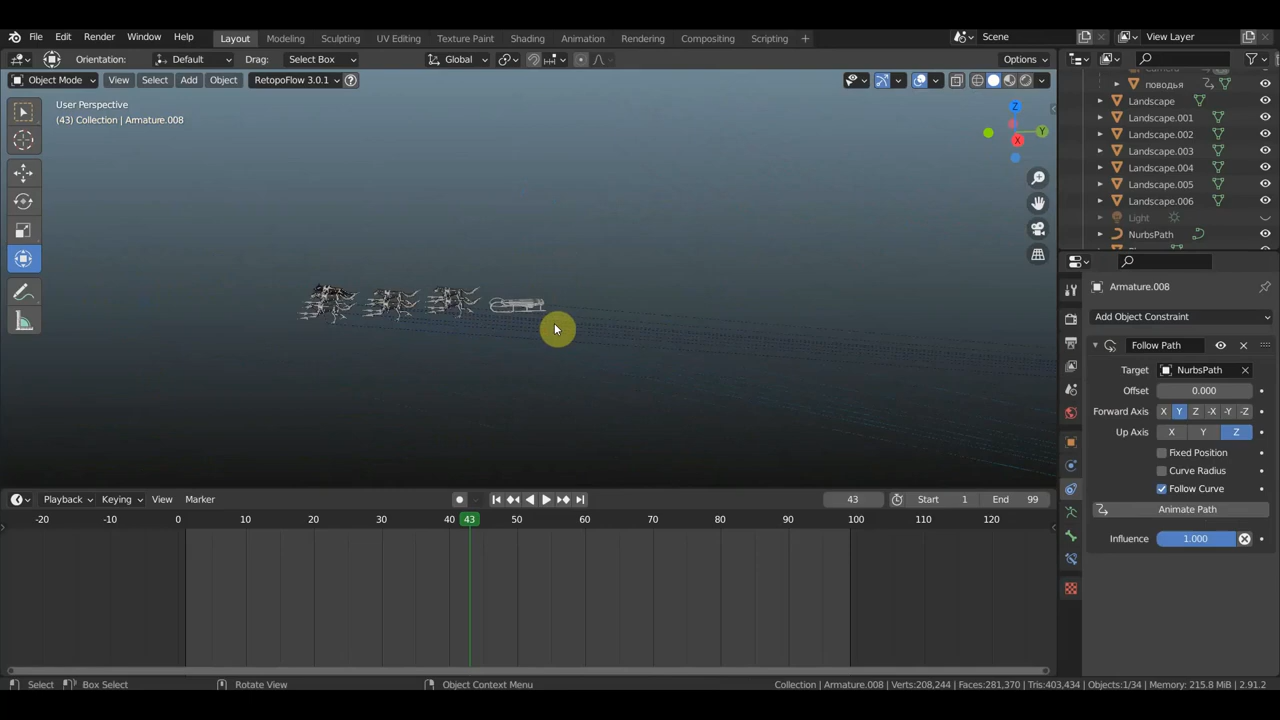 File Edit Render Window Help Layout Modeling Sculpting UV Editing Texture Paint Shading Animation Rendering Compositing Scripting + Scene View Layer
Orientation: Default Drag: Select Box Global Options
Object Mode View Select Add Object RetopoFlow 3.0.1
User Perspective
(43) Collection | Armature.008
Z
Y
X
поводья
Landscape
Landscape.001
Landscape.002
Landscape.003
Landscape.004
Landscape.005
Landscape.006
Light
NurbsPath
Armature.008
Add Object Constraint
Follow Path
Target NurbsPath
Offset 0.000
Forward Axis X Y Z -X -Y -Z
Up Axis X Y Z
Fixed Position
Curve Radius
Follow Curve
Animate Path
Influence 1.000
Playback Keying View Marker 43 Start 1 End 99
-20 -10 0 10 20 30 40 43 50 60 70 80 90 100 110 120
Select Box Select Rotate View Object Context Menu Collection | Armature.008 | Verts:208,244 | Faces:281,370 | Tris:403,434 | Objects:1/34 | Memory: 215.8 MiB | 2.91.2